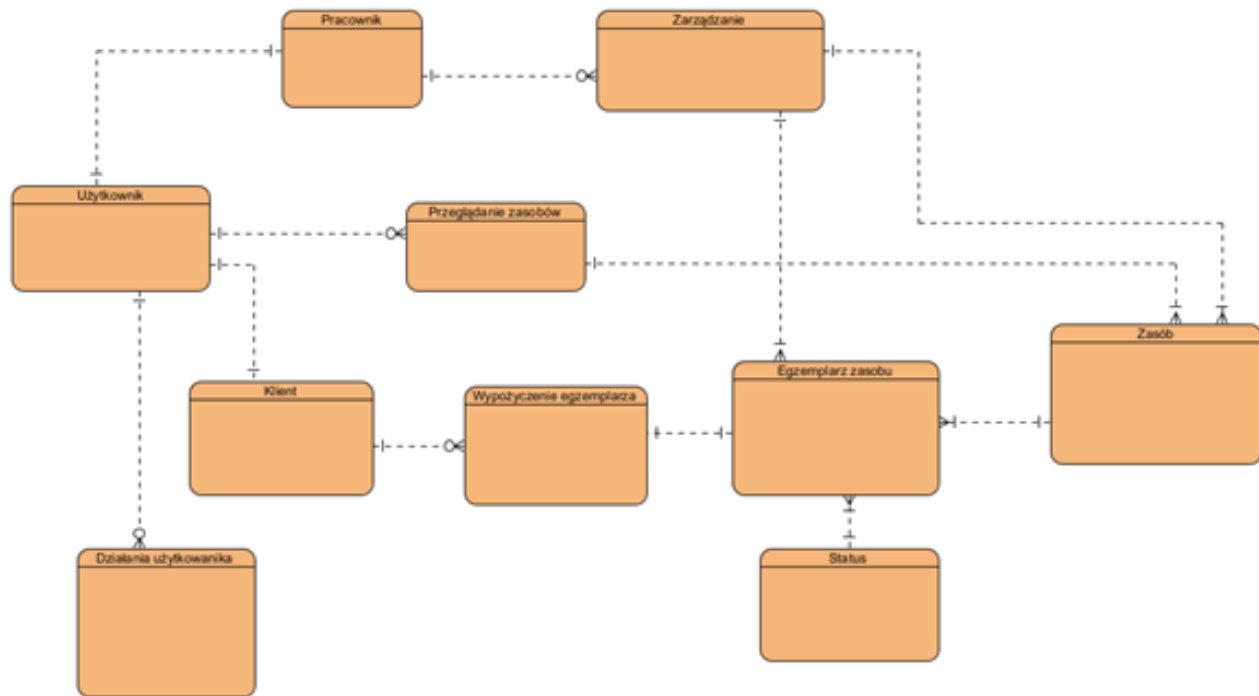 Pracownik
Zarządzanie
Użytkownik
Przeglądanie zasobów
Zasób
Egzemplarz zasobu
Klient
Wypożyczenie egzemplarza
Działania użytkowanika
Status